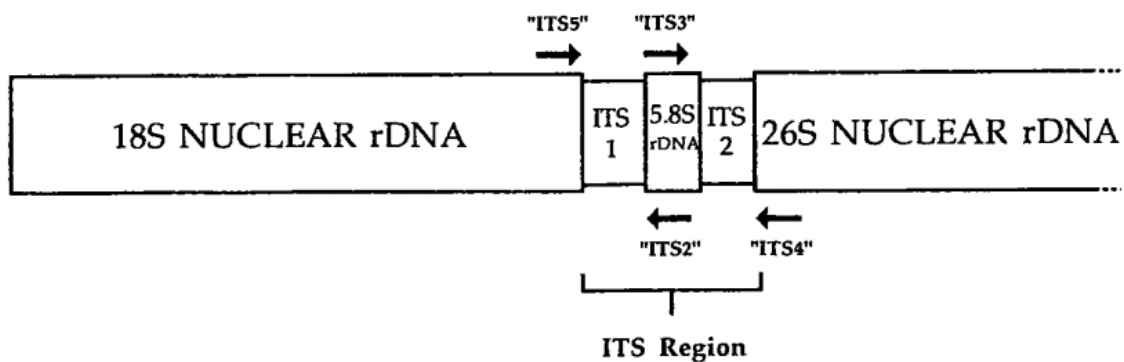 "ITS5" "ITS3"
18S NUCLEAR rDNA
ITS
1
5.8S
rDNA
ITS
2
26S NUCLEAR rDNA
"ITS2" "ITS4"
ITS Region